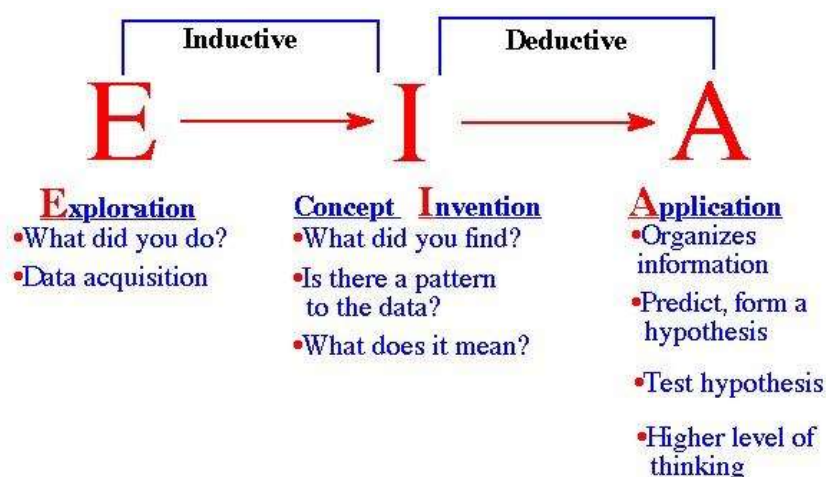 Inductive
Deductive
E
I
A
Exploration
•What did you do?
•Data acquisition
Concept Invention
•What did you find?
•Is there a pattern
to the data?
•What does it mean?
Application
•Organizes
information
•Predict, form a
hypothesis
•Test hypothesis
•Higher level of
thinking